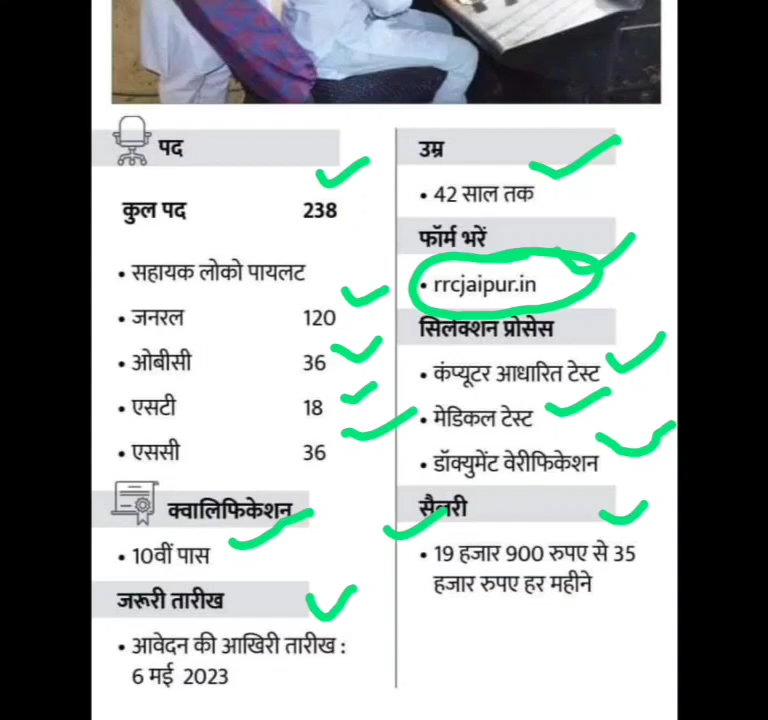 पद
कुल पद 238
• सहायक लोको पायलट
• जनरल 120
• ओबीसी 36
• एसटी 18
• एससी 36
क्वालिफिकेशन
• 10वीं पास
जरूरी तारीख
• आवेदन की आखिरी तारीख :
6 मई 2023
उम्र
• 42 साल तक
फॉर्म भरें
• rrcjaipur.in
सिलेक्शन प्रोसेस
• कंप्यूटर आधारित टेस्ट
• मेडिकल टेस्ट
• डॉक्युमेंट वेरीफिकेशन
सैलरी
• 19 हजार 900 रुपए से 35
हजार रुपए हर महीने